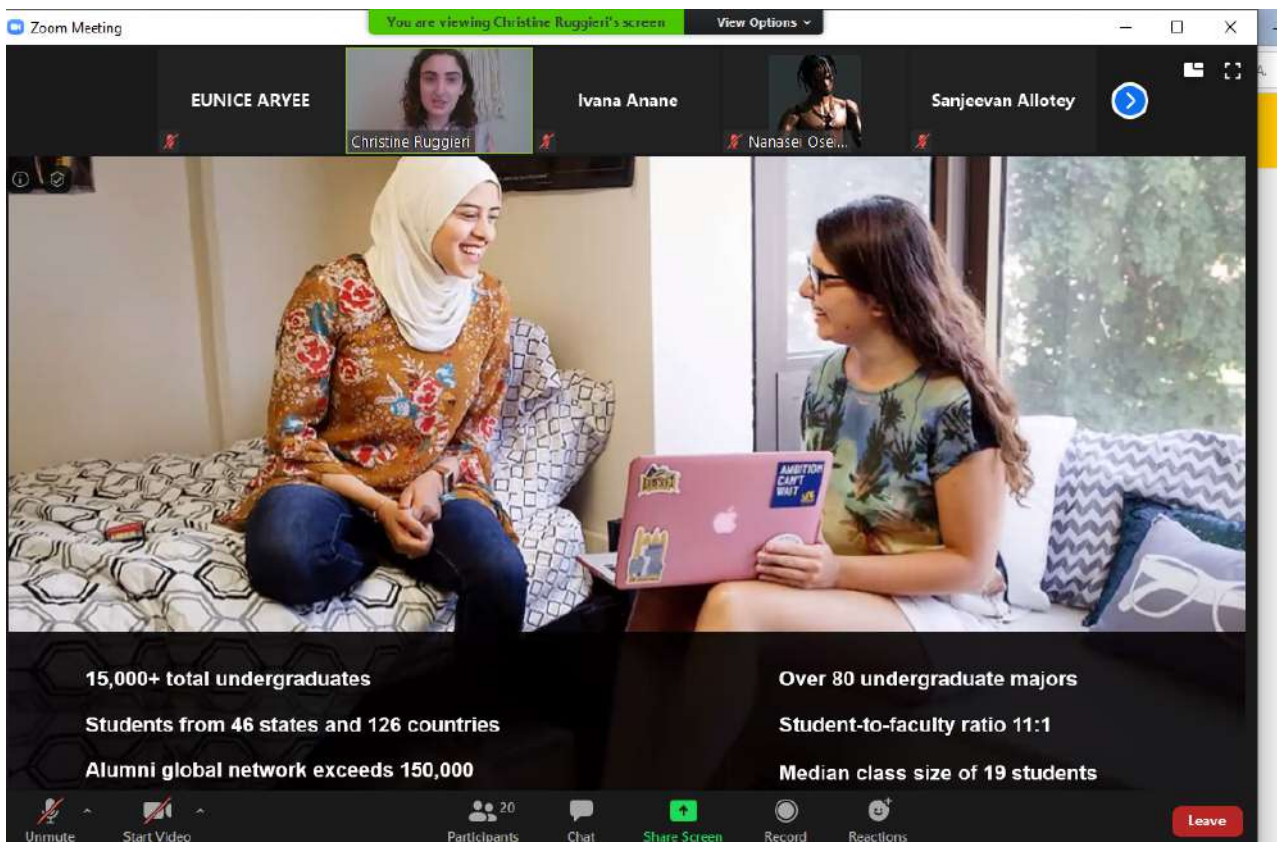 Zoom Meeting
You are viewing Christine Ruggieri's screen
View Options
EUNICE ARYEE
Christine Ruggieri
Ivana Anane
Nanasei Osei...
Sanjeevan Allotey
AMBITION
CAN'T
WAIT
15,000+ total undergraduates
Students from 46 states and 126 countries
Alumni global network exceeds 150,000
Over 80 undergraduate majors
Student-to-faculty ratio 11:1
Median class size of 19 students
Unmute
Start Video
20
Participants
Chat
Share Screen
Record
Reactions
Leave